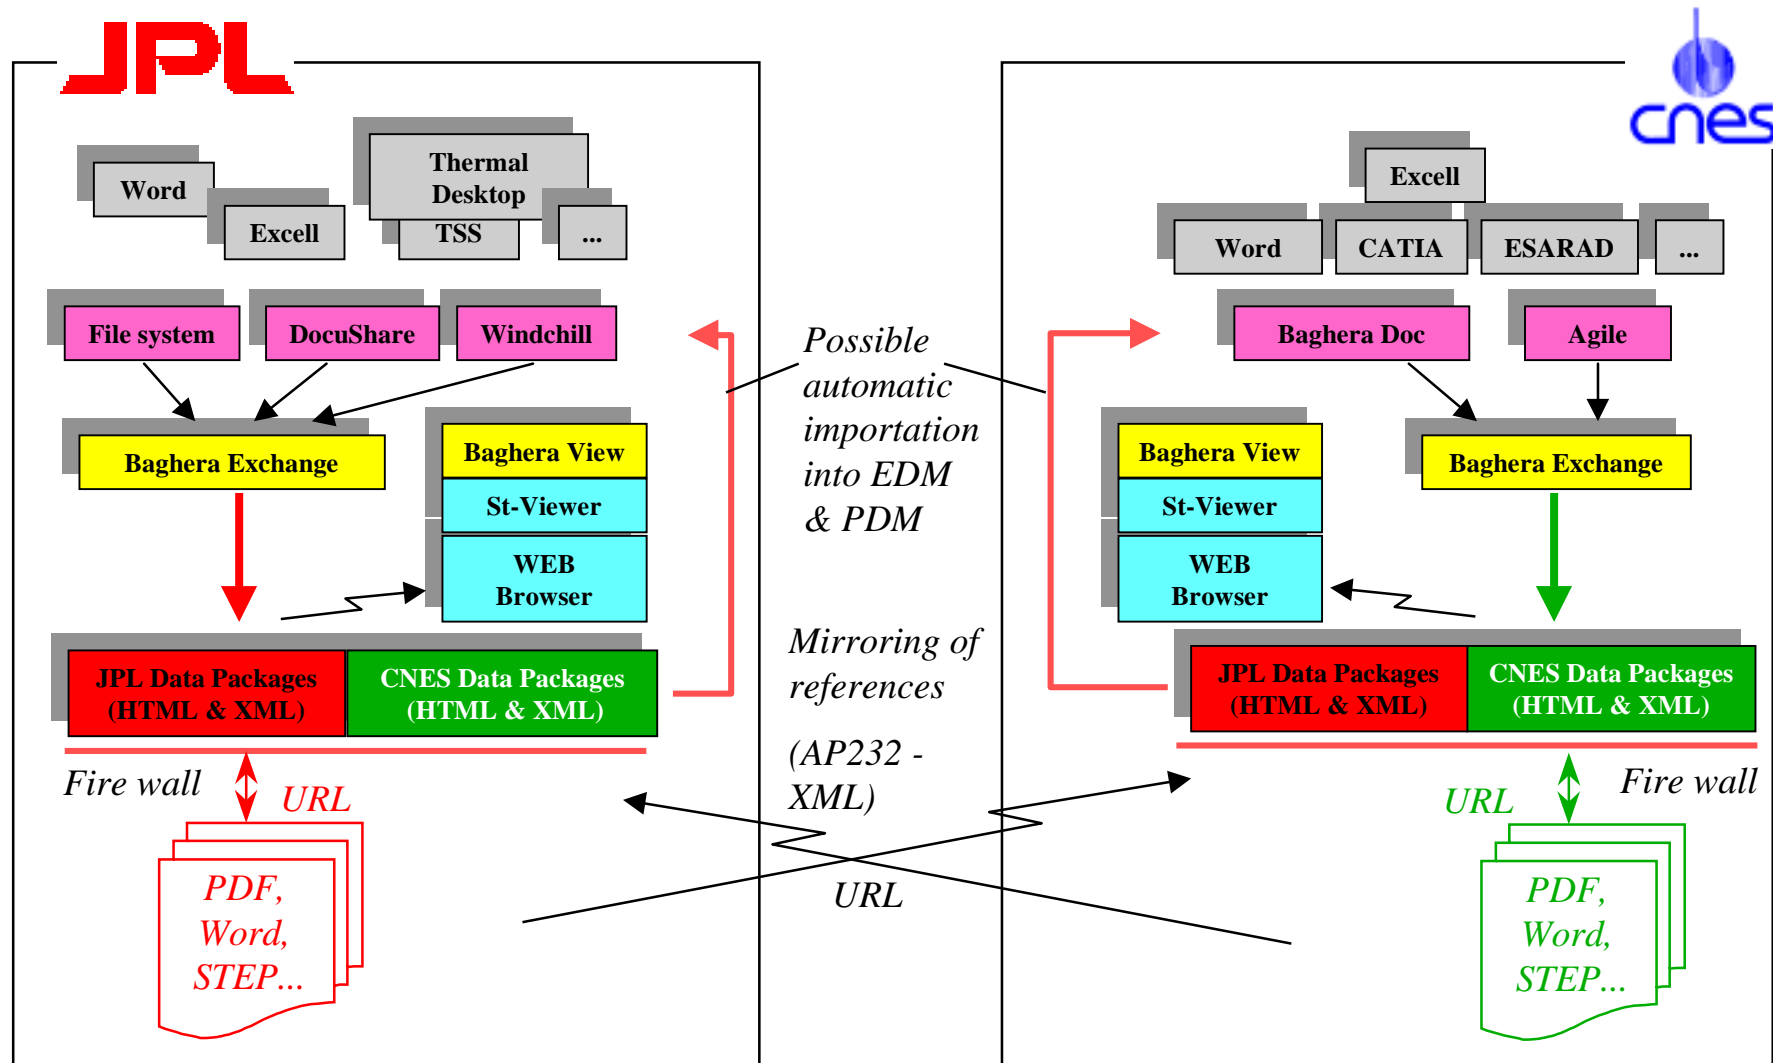 JPL
cnes
Word
Excell
Thermal
Desktop
TSS
...
File system
DocuShare
Windchill
Baghera Exchange
Baghera View
St-Viewer
WEB
Browser
JPL Data Packages
(HTML & XML)
CNES Data Packages
(HTML & XML)
Fire wall
URL
PDF,
Word,
STEP...
Possible
automatic
importation
into EDM
& PDM
Mirroring of
references
(AP232 -
XML)
URL
Excell
Word
CATIA
ESARAD
...
Baghera Doc
Agile
Baghera View
St-Viewer
WEB
Browser
Baghera Exchange
JPL Data Packages
(HTML & XML)
CNES Data Packages
(HTML & XML)
URL
Fire wall
PDF,
Word,
STEP...